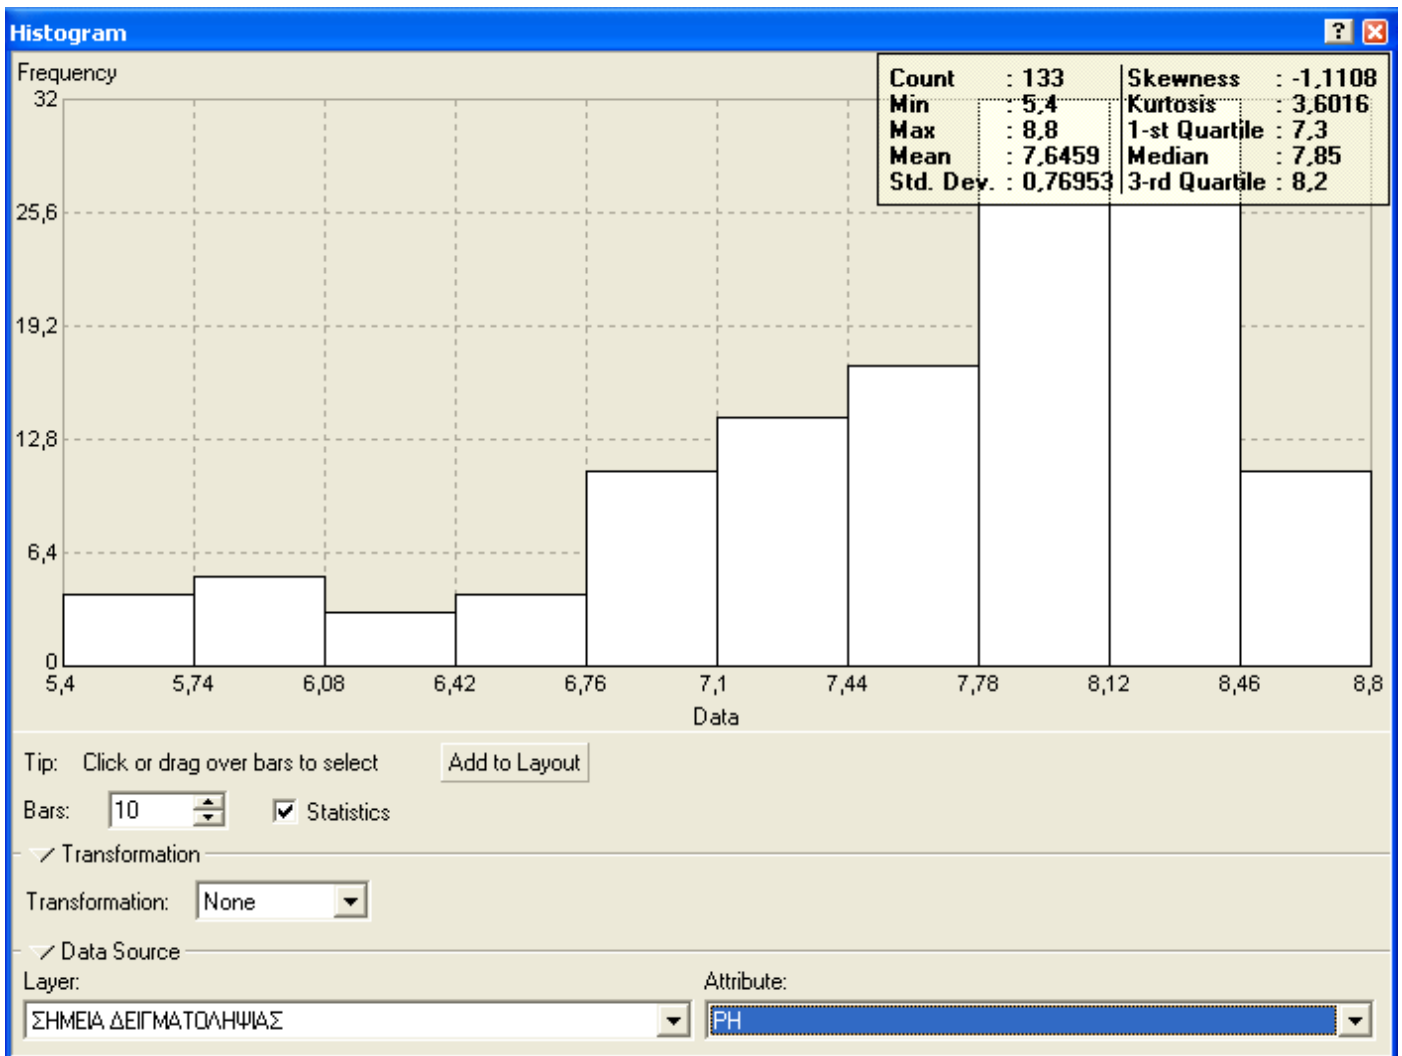 Histogram
Frequency
Count : 133 Skewness : -1,1108
Min : 5,4 Kurtosis : 3,6016
Max : 8,8 1-st Quartile : 7,3
Mean : 7,6459 Median : 7,85
Std. Dev. : 0,76953 3-rd Quartile : 8,2
32
25,6
19,2
12,8
6,4
0
5,4 5,74 6,08 6,42 6,76 7,1 7,44 7,78 8,12 8,46 8,8
Data
Tip: Click or drag over bars to select Add to Layout
Bars: 10 Statistics
Transformation
Transformation: None
Data Source
Layer: Attribute:
ΣΗΜΕΙΑ ΔΕΙΓΜΑΤΟΛΗΨΙΑΣ PH